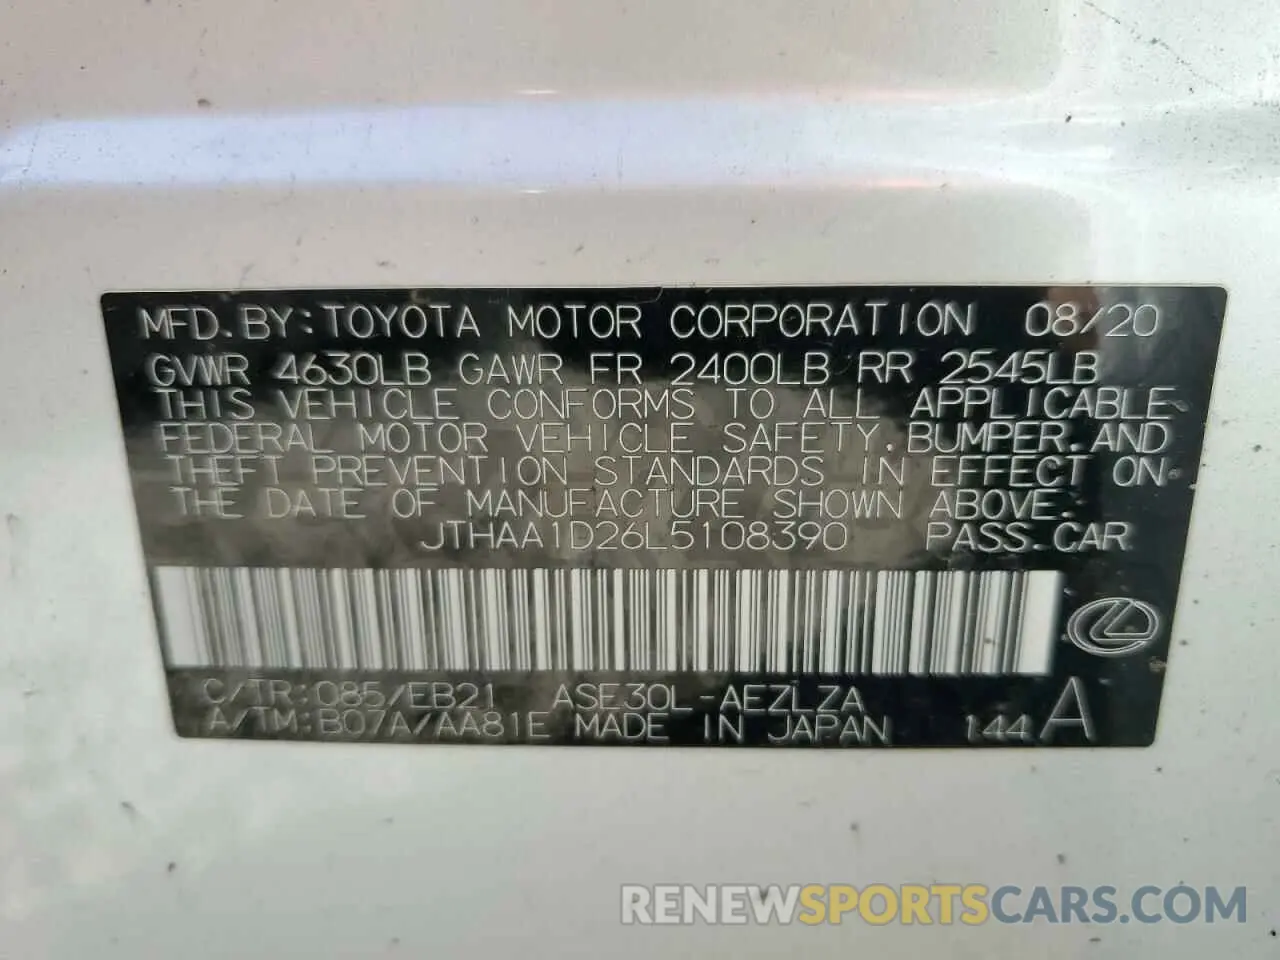 MFD.BY:TOYOTA MOTOR CORPORATION 08/20
GVWR 4630LB GAWR FR 2400LB RR 2545LB
THIS VEHICLE CONFORMS TO ALL APPLICABLE
FEDERAL MOTOR VEHICLE SAFETY,BUMPER,AND
THEFT PREVENTION STANDARDS IN EFFECT ON
THE DATE OF MANUFACTURE SHOWN ABOVE.
JTHAA1D26L5108390 PASS.CAR
C/TR:085/EB21 ASE30L-AEZLZA
A/TM:B07A/AA81E MADE IN JAPAN 144 A
RENEWSPORTSCARS.COM